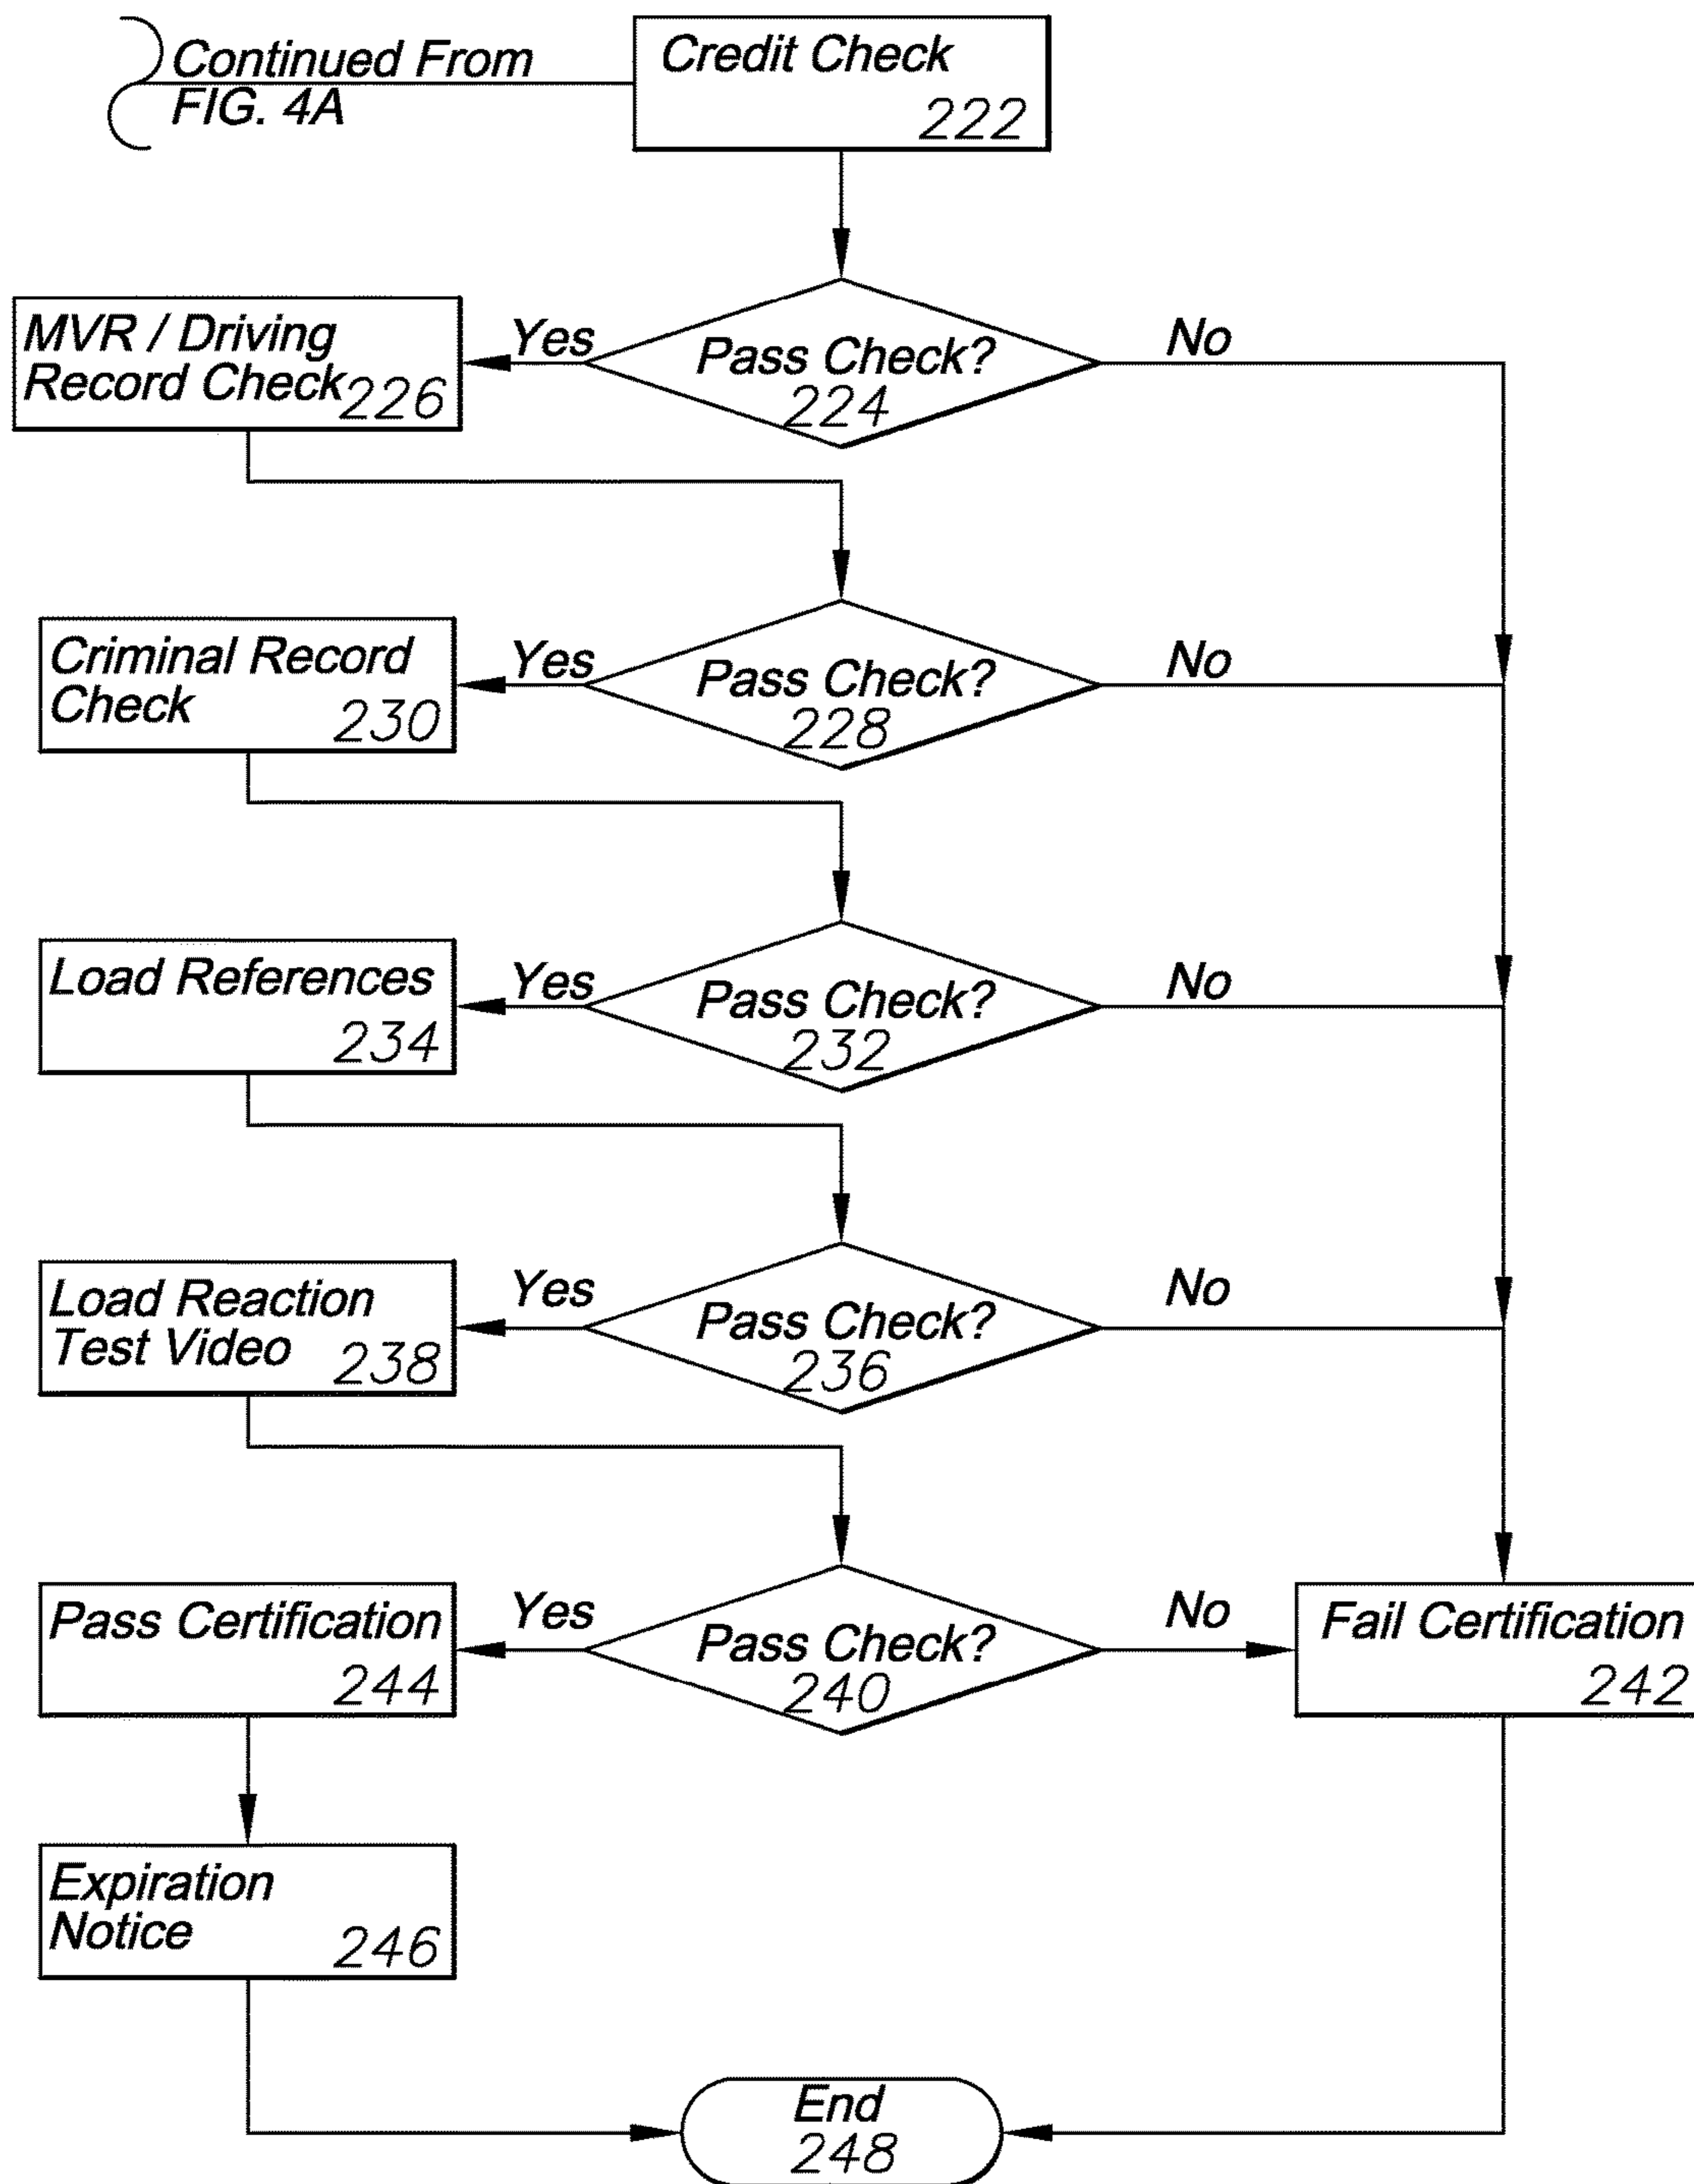 Continued From
FIG. 4A
Credit Check
222
MVR / Driving
Record Check 226
Yes
Pass Check?
224
No
Criminal Record
Check 230
Yes
Pass Check?
228
No
Load References
234
Yes
Pass Check?
232
No
Load Reaction
Test Video 238
Yes
Pass Check?
236
No
Pass Certification
244
Yes
Pass Check?
240
No
Fail Certification
242
Expiration
Notice 246
End
248